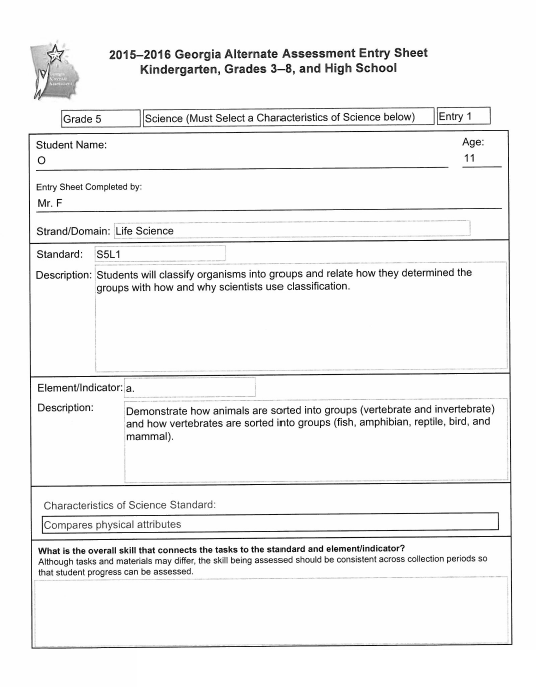 2015–2016 Georgia Alternate Assessment Entry Sheet
Kindergarten, Grades 3–8, and High School
Grade 5 Science (Must Select a Characteristics of Science below) Entry 1
Student Name: Age:
O 11
Entry Sheet Completed by:
Mr. F
Strand/Domain: Life Science
Standard: S5L1
Description: Students will classify organisms into groups and relate how they determined the
groups with how and why scientists use classification.
Element/Indicator: a.
Description: Demonstrate how animals are sorted into groups (vertebrate and invertebrate)
and how vertebrates are sorted into groups (fish, amphibian, reptile, bird, and
mammal).
Characteristics of Science Standard:
Compares physical attributes
What is the overall skill that connects the tasks to the standard and element/indicator?
Although tasks and materials may differ, the skill being assessed should be consistent across collection periods so
that student progress can be assessed.